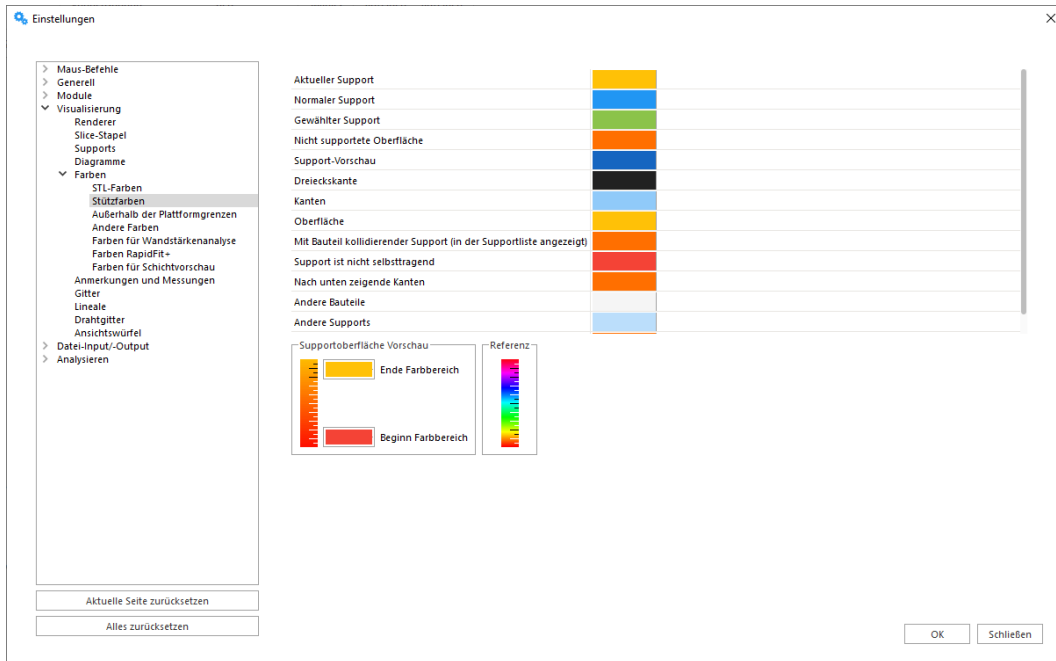 Einstellungen
Maus-Befehle
Generell
Module
Visualisierung
Renderer
Slice-Stapel
Supports
Diagramme
Farben
STL-Farben
Stützfarben
Außerhalb der Plattformgrenzen
Andere Farben
Farben für Wandstärkenanalyse
Farben RapidFit+
Farben für Schichtvorschau
Anmerkungen und Messungen
Gitter
Lineale
Drahtgitter
Ansichtswürfel
Datei-Input/-Output
Analysieren
Aktuelle Seite zurücksetzen
Alles zurücksetzen
Aktueller Support
Normaler Support
Gewählter Support
Nicht supportete Oberfläche
Support-Vorschau
Dreieckskante
Kanten
Oberfläche
Mit Bauteil kollidierender Support (in der Supportliste angezeigt)
Support ist nicht selbsttragend
Nach unten zeigende Kanten
Andere Bauteile
Andere Supports
Supportoberfläche Vorschau
Ende Farbbereich
Beginn Farbbereich
Referenz
OK
Schließen